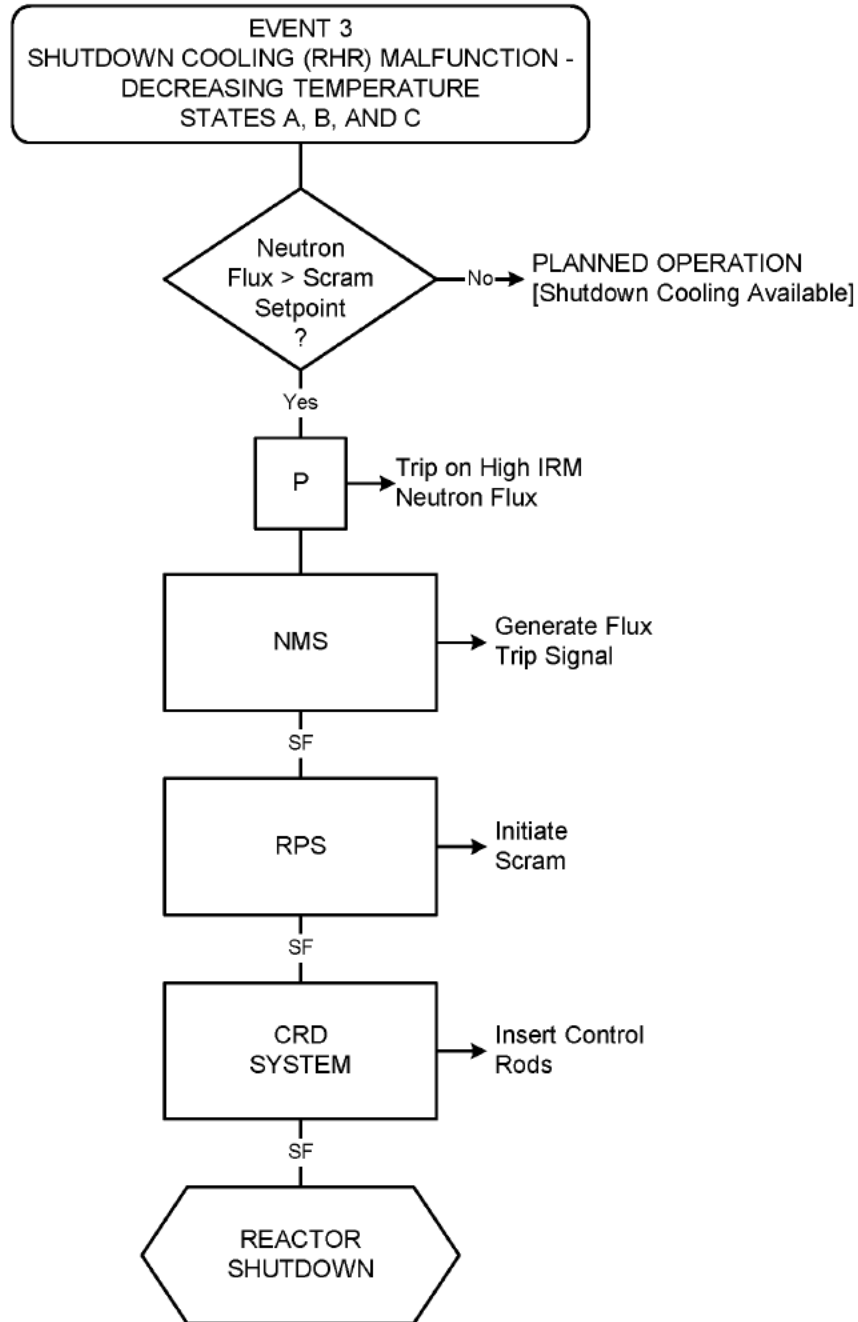 EVENT 3
SHUTDOWN COOLING (RHR) MALFUNCTION -
DECREASING TEMPERATURE
STATES A, B, AND C
Neutron
Flux > Scram
Setpoint
?
No
PLANNED OPERATION
[Shutdown Cooling Available]
Yes
P
Trip on High IRM
Neutron Flux
NMS
Generate Flux
Trip Signal
SF
RPS
Initiate
Scram
SF
CRD
SYSTEM
Insert Control
Rods
SF
REACTOR
SHUTDOWN